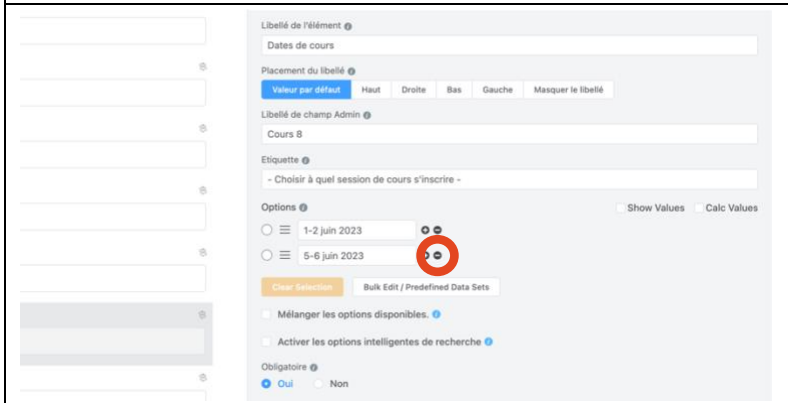 Libellé de l'élément
Dates de cours
Placement du libellé
Valeur par défaut Haut Droite Bas Gauche Masquer le libellé
Libellé de champ Admin
Cours 8
Etiquette
- Choisir à quel session de cours s'inscrire -
Options Show Values Calc Values
1-2 juin 2023
5-6 juin 2023
Clear Selection Bulk Edit / Predefined Data Sets
Mélanger les options disponibles.
Activer les options intelligentes de recherche
Obligatoire
Oui Non